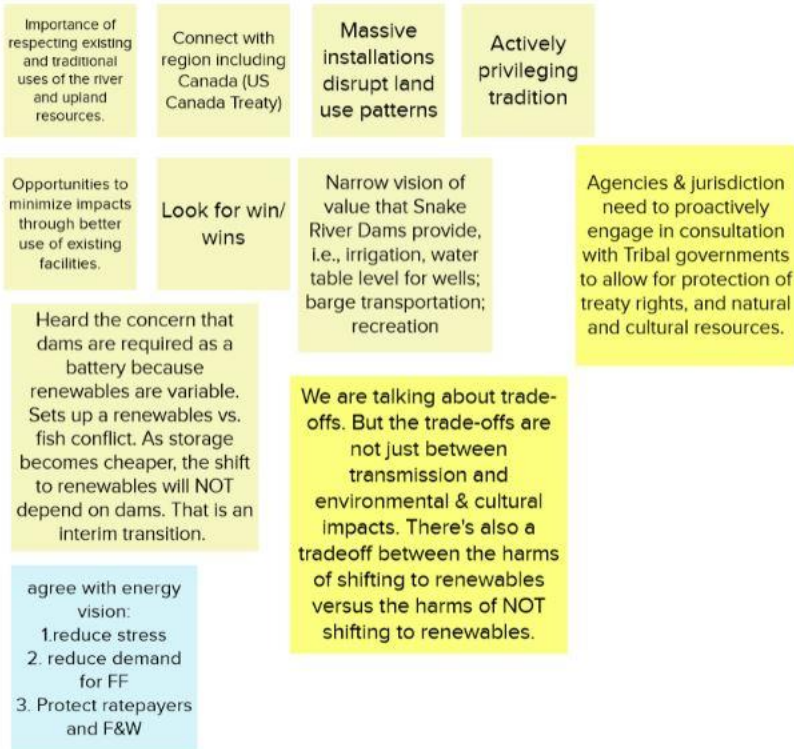 Importance of
respecting existing
and traditional
uses of the river
and upland
resources.
Connect with
region including
Canada (US
Canada Treaty)
Massive
installations
disrupt land
use patterns
Actively
privileging
tradition
Opportunities to
minimize impacts
through better
use of existing
facilities.
Look for win/
wins
Narrow vision of
value that Snake
River Dams provide,
i.e., irrigation, water
table level for wells;
barge transportation;
recreation
Agencies & jurisdiction
need to proactively
engage in consultation
with Tribal governments
to allow for protection of
treaty rights, and natural
and cultural resources.
Heard the concern that
dams are required as a
battery because
renewables are variable.
Sets up a renewables vs.
fish conflict. As storage
becomes cheaper, the shift
to renewables will NOT
depend on dams. That is an
interim transition.
We are talking about trade-
offs. But the trade-offs are
not just between
transmission and
environmental & cultural
impacts. There's also a
tradeoff between the harms
of shifting to renewables
versus the harms of NOT
shifting to renewables.
agree with energy
vision:
1.reduce stress
2. reduce demand
for FF
3. Protect ratepayers
and F&W